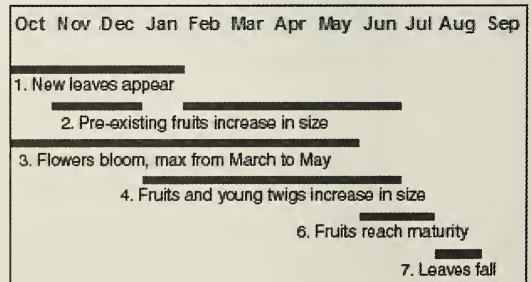 Oct Nov Dec Jan Feb Mar Apr May Jun Jul Aug Sep
1. New leaves appear
2. Pre-existing fruits increase in size
3. Flowers bloom, max from March to May
4. Fruits and young twigs increase in size
6. Fruits reach maturity
7. Leaves fall